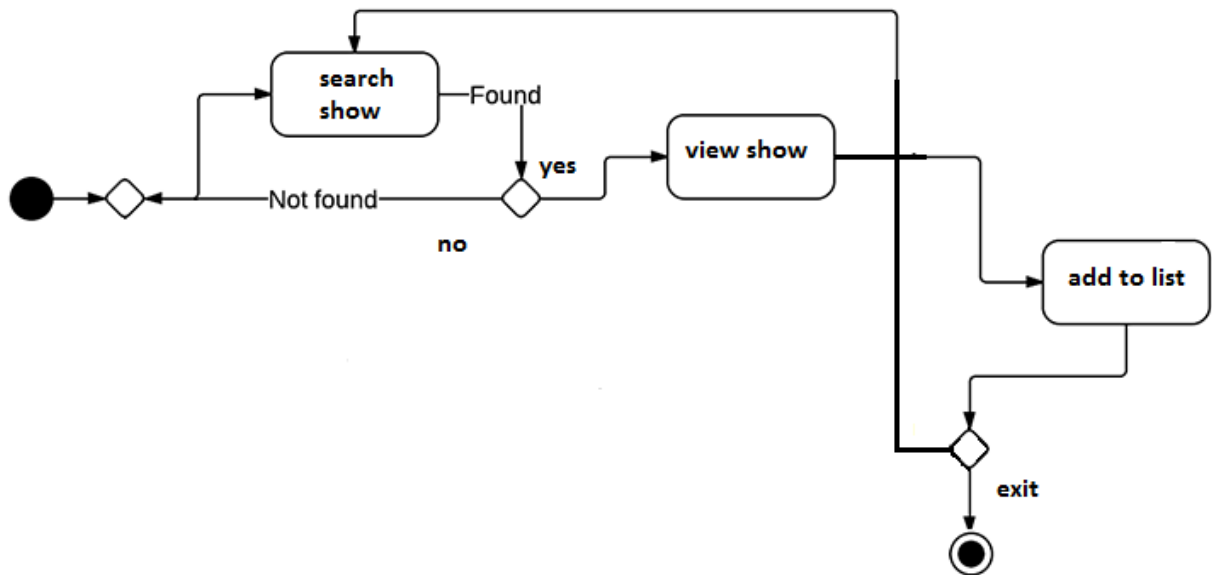 search
show
Found
yes
view show
Not found
no
add to list
exit